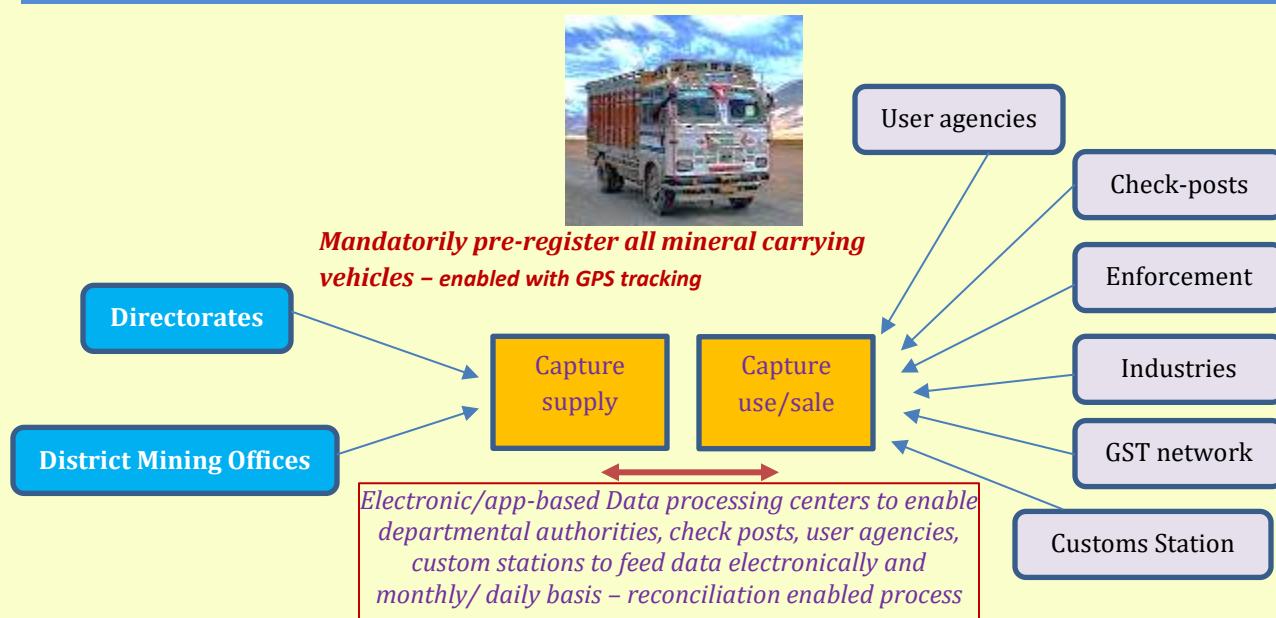 User agencies
Check-posts
Mandatorily pre-register all mineral carrying
vehicles – enabled with GPS tracking
Enforcement
Directorates
Capture
supply
Capture
use/sale
Industries
District Mining Offices
GST network
Electronic/app-based Data processing centers to enable
departmental authorities, check posts, user agencies,
custom stations to feed data electronically and
monthly/ daily basis – reconciliation enabled process
Customs Station